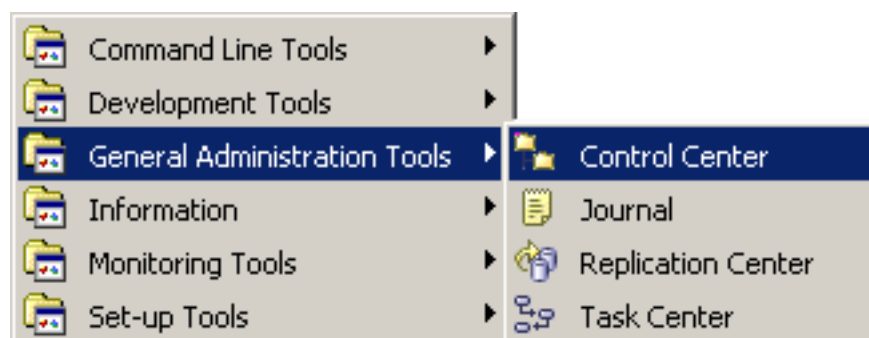 Command Line Tools
Development Tools
General Administration Tools
Information
Monitoring Tools
Set-up Tools
Control Center
Journal
Replication Center
Task Center